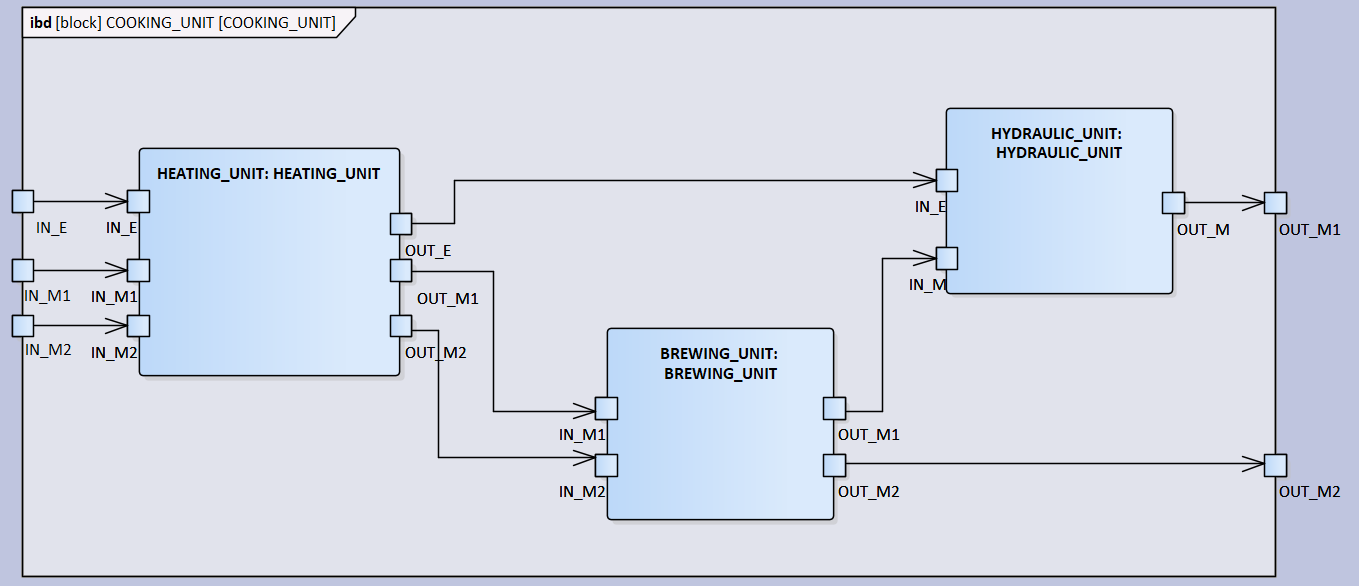 ibd [block] COOKING_UNIT [COOKING_UNIT]
HYDRAULIC_UNIT:
HYDRAULIC_UNIT
HEATING_UNIT: HEATING_UNIT
IN_E
IN_E
OUT_E
IN_E
OUT_M
OUT_M1
IN_M1
IN_M1
OUT_M1
IN_M
IN_M2
IN_M2
OUT_M2
BREWING_UNIT:
BREWING_UNIT
IN_M1
OUT_M1
IN_M2
OUT_M2
OUT_M2